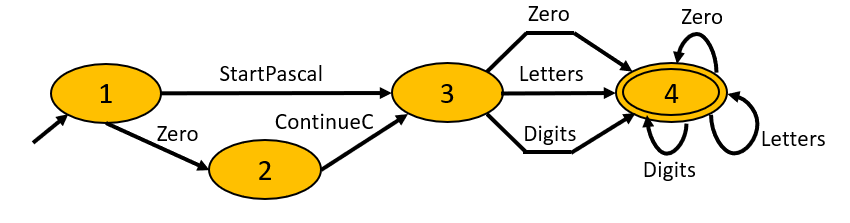 Zero
Zero
StartPascal
Letters
1
3
4
ContinueC
Zero
Digits
Letters
2
Digits